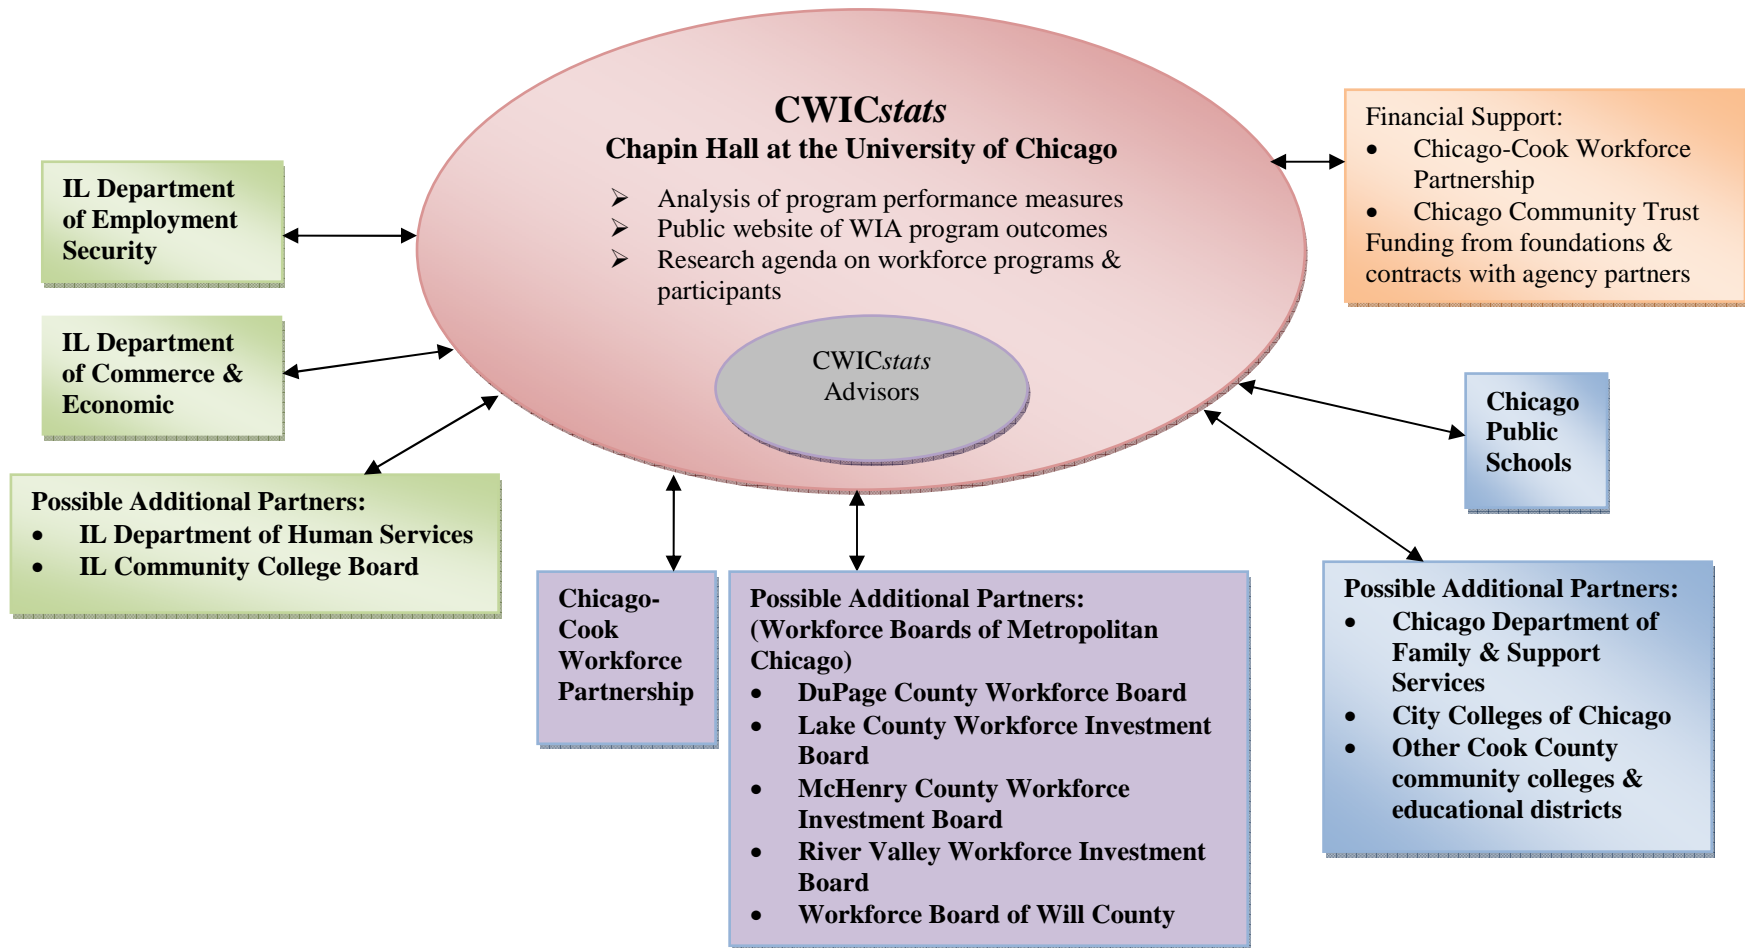 CWICstats
Chapin Hall at the University of Chicago
➢ Analysis of program performance measures
➢ Public website of WIA program outcomes
➢ Research agenda on workforce programs &
participants
CWICstats
Advisors
IL Department
of Employment
Security
IL Department
of Commerce &
Economic
Possible Additional Partners:
• IL Department of Human Services
• IL Community College Board
Chicago-
Cook
Workforce
Partnership
Possible Additional Partners:
(Workforce Boards of Metropolitan
Chicago)
• DuPage County Workforce Board
• Lake County Workforce Investment
Board
• McHenry County Workforce
Investment Board
• River Valley Workforce Investment
Board
• Workforce Board of Will County
Financial Support:
• Chicago-Cook Workforce
Partnership
• Chicago Community Trust
Funding from foundations &
contracts with agency partners
Chicago
Public
Schools
Possible Additional Partners:
• Chicago Department of
Family & Support
Services
• City Colleges of Chicago
• Other Cook County
community colleges &
educational districts